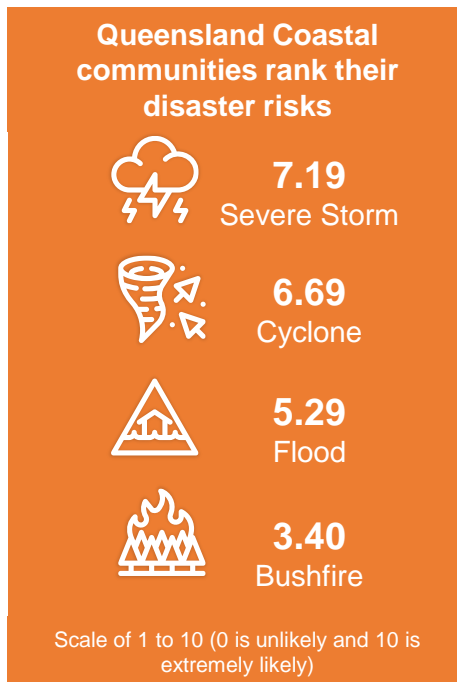 Queensland Coastal
communities rank their
disaster risks
7.19
Severe Storm
6.69
Cyclone
5.29
Flood
3.40
Bushfire
Scale of 1 to 10 (0 is unlikely and 10 is
extremely likely)